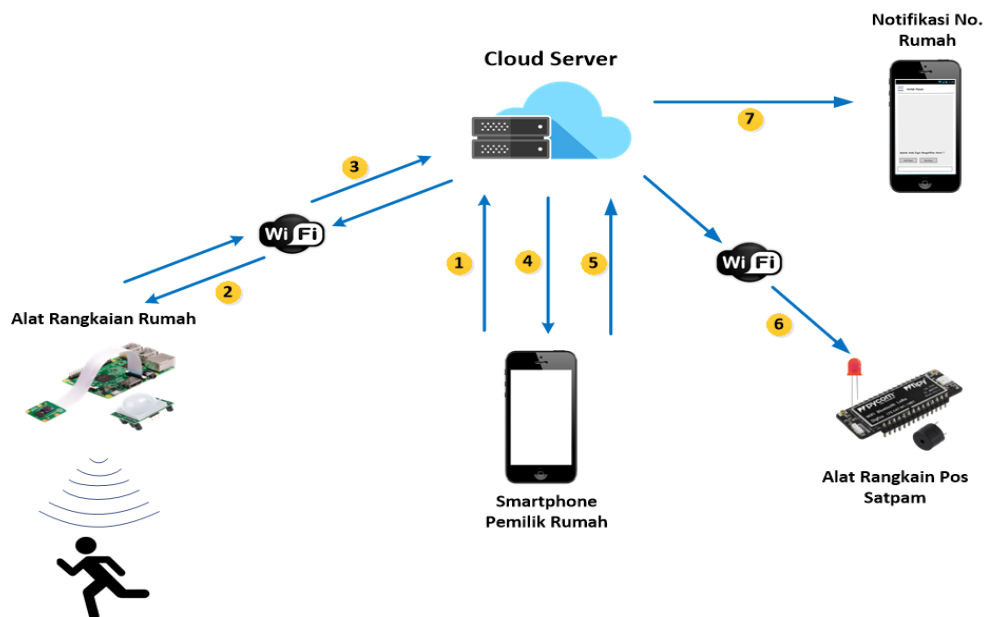 Notifikasi No.
Rumah
Cloud Server
7
3
Wi Fi
1
4
5
Wi Fi
2
Alat Rangkaian Rumah
6
pycom
Smartphone
Pemilik Rumah
Alat Rangkain Pos
Satpam